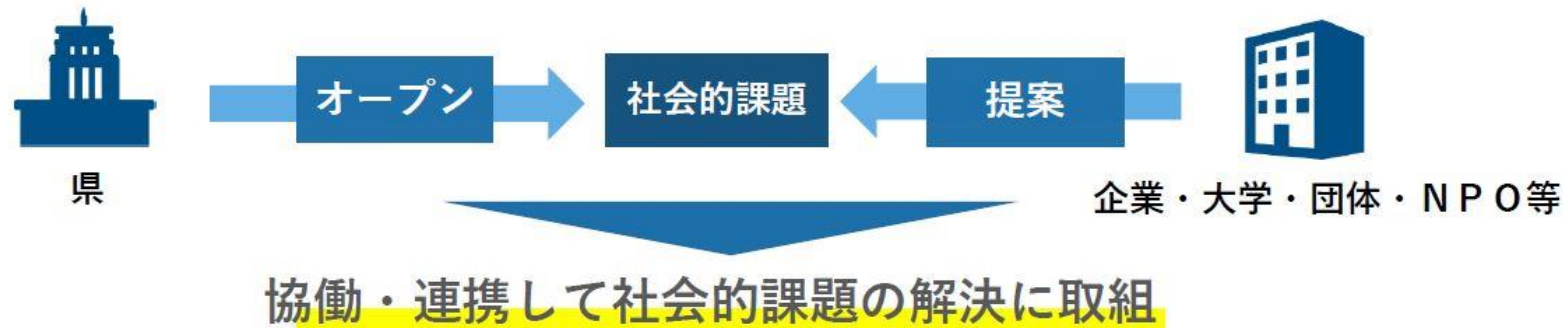 オープン
社会的課題
提案
県
企業・大学・団体・ＮＰＯ等
協働・連携して社会的課題の解決に取組